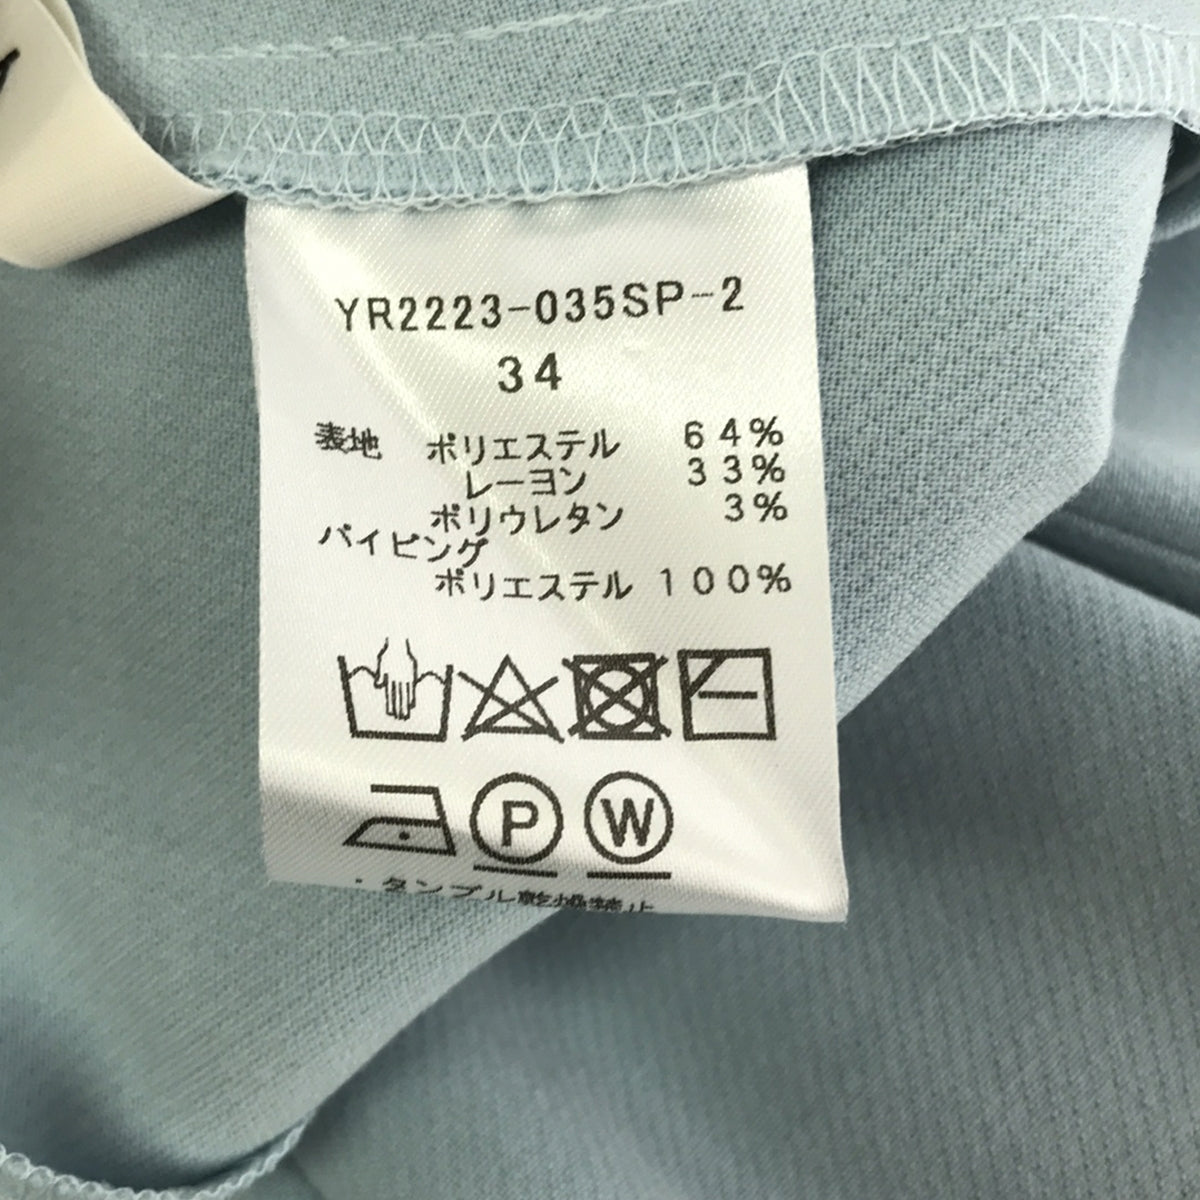 YR2223-035SP-2
34
表地 ポリエステル 64%
レーヨン 33%
ポリウレタン 3%
パイピング
ポリエステル 100%
P W
・タンブル乾燥禁止